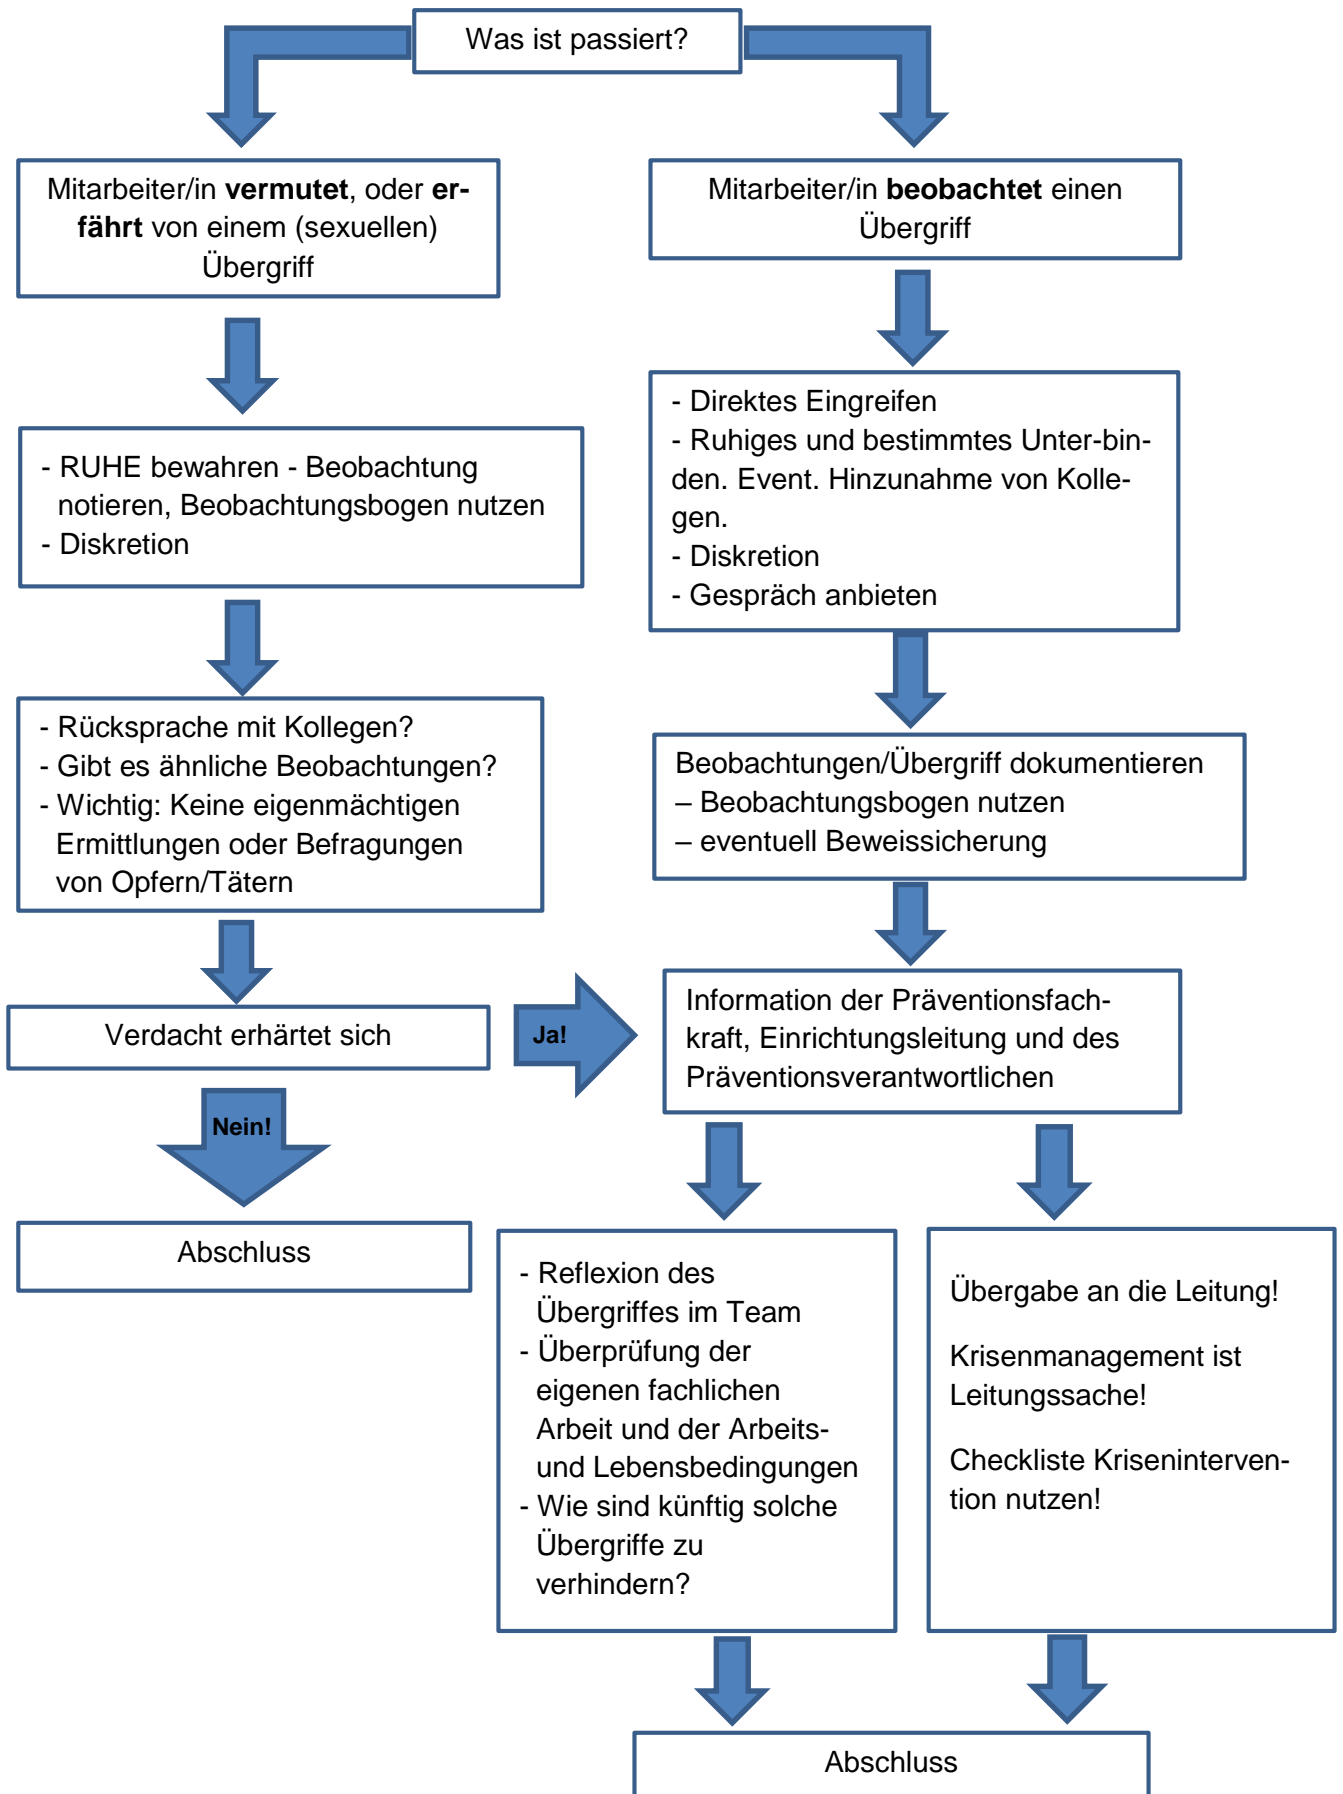 Was ist passiert?
Mitarbeiter/in vermutet, oder er-
fährt von einem (sexuellen)
Übergriff
- RUHE bewahren - Beobachtung
notieren, Beobachtungsbogen nutzen
- Diskretion
- Rücksprache mit Kollegen?
- Gibt es ähnliche Beobachtungen?
- Wichtig: Keine eigenmächtigen
Ermittlungen oder Befragungen
von Opfern/Tätern
Verdacht erhärtet sich
Ja!
Nein!
Abschluss
Mitarbeiter/in beobachtet einen
Übergriff
- Direktes Eingreifen
- Ruhiges und bestimmtes Unter-bin-
den. Event. Hinzunahme von Kolle-
gen.
- Diskretion
- Gespräch anbieten
Beobachtungen/Übergriff dokumentieren
– Beobachtungsbogen nutzen
– eventuell Beweissicherung
Information der Präventionsfach-
kraft, Einrichtungsleitung und des
Präventionsverantwortlichen
- Reflexion des
Übergriffes im Team
- Überprüfung der
eigenen fachlichen
Arbeit und der Arbeits-
und Lebensbedingungen
- Wie sind künftig solche
Übergriffe zu
verhindern?
Übergabe an die Leitung!
Krisenmanagement ist
Leitungssache!
Checkliste Kriseninterven-
tion nutzen!
Abschluss